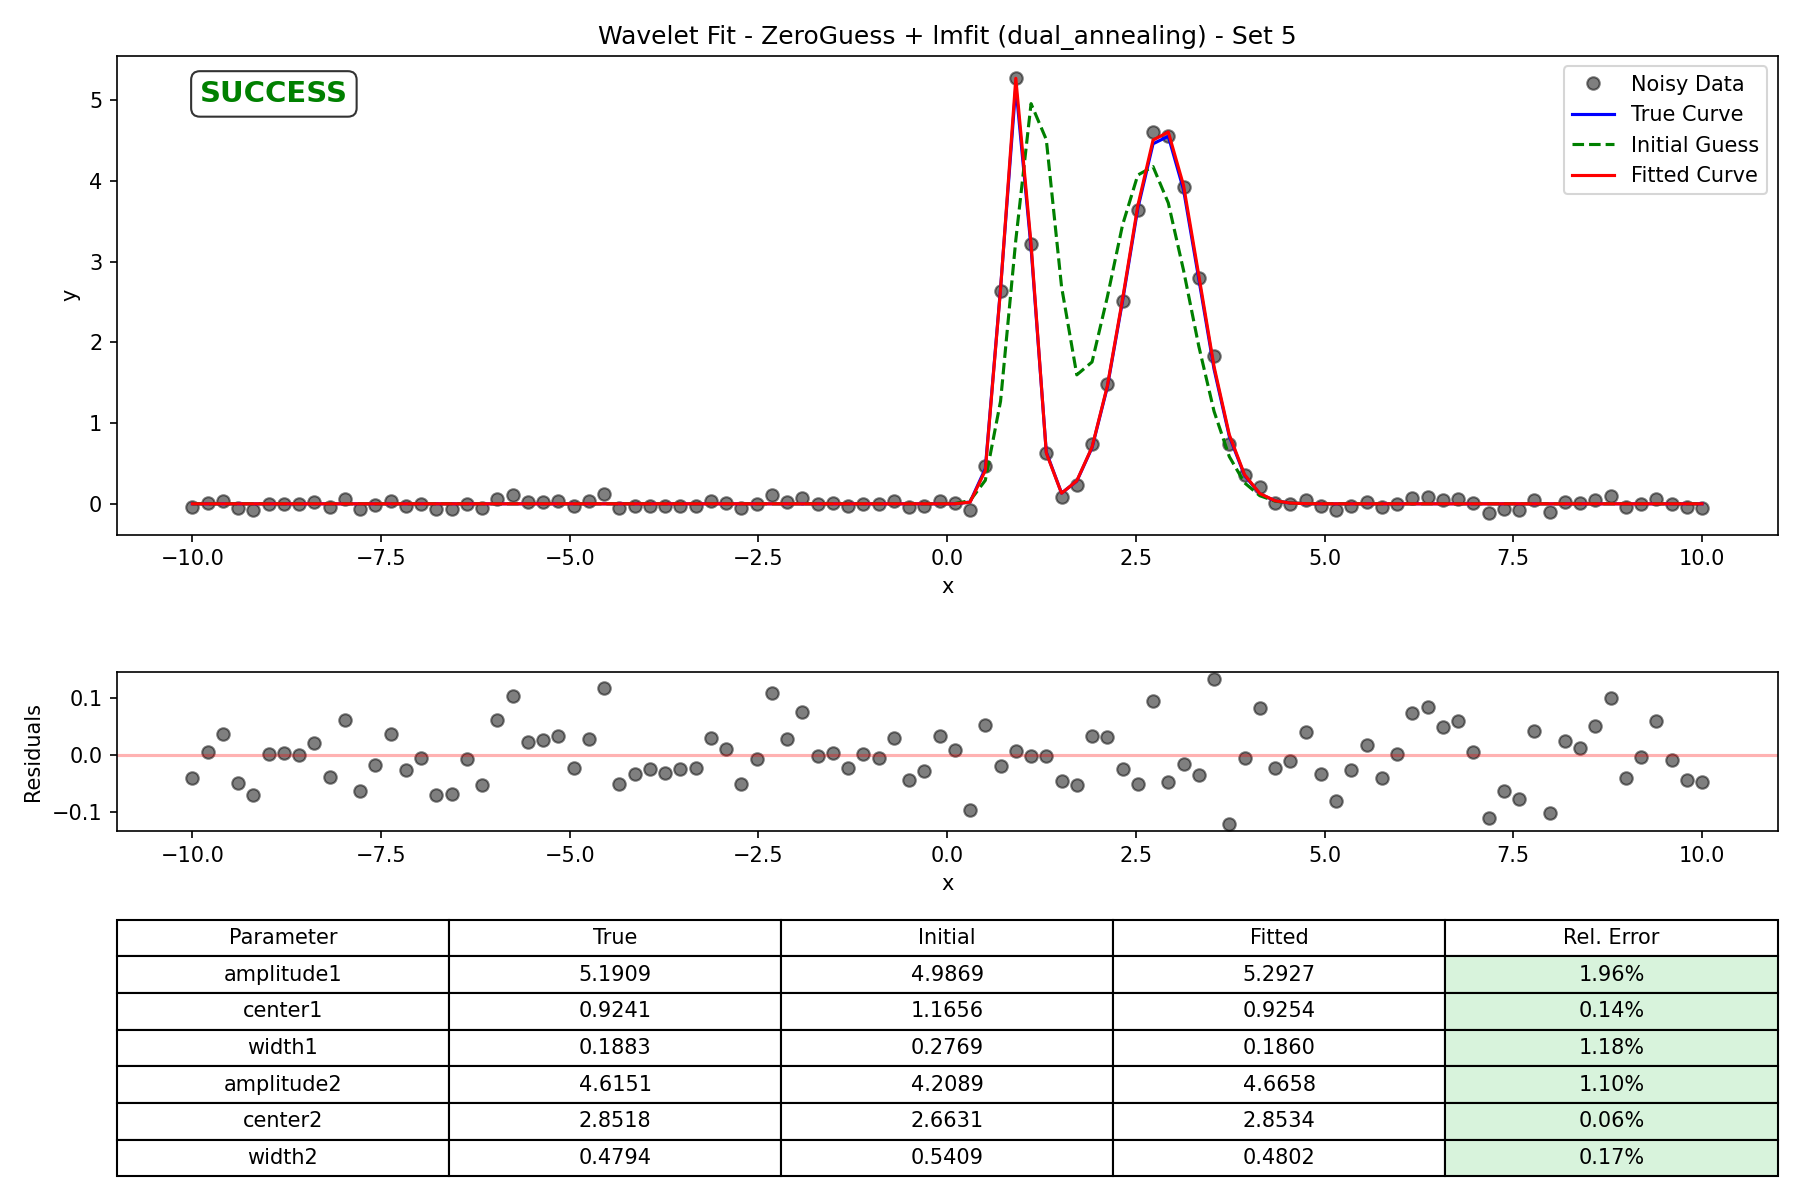 Wavelet Fit - ZeroGuess + lmfit (dual_annealing) - Set 5
SUCCESS
Noisy Data
True Curve
Initial Guess
Fitted Curve
y
5
4
3
2
1
0
−10.0 −7.5 −5.0 −2.5 0.0 2.5 5.0 7.5 10.0
x
Residuals
0.1
0.0
−0.1
−10.0 −7.5 −5.0 −2.5 0.0 2.5 5.0 7.5 10.0
x
Parameter True Initial Fitted Rel. Error
amplitude1 5.1909 4.9869 5.2927 1.96%
center1 0.9241 1.1656 0.9254 0.14%
width1 0.1883 0.2769 0.1860 1.18%
amplitude2 4.6151 4.2089 4.6658 1.10%
center2 2.8518 2.6631 2.8534 0.06%
width2 0.4794 0.5409 0.4802 0.17%